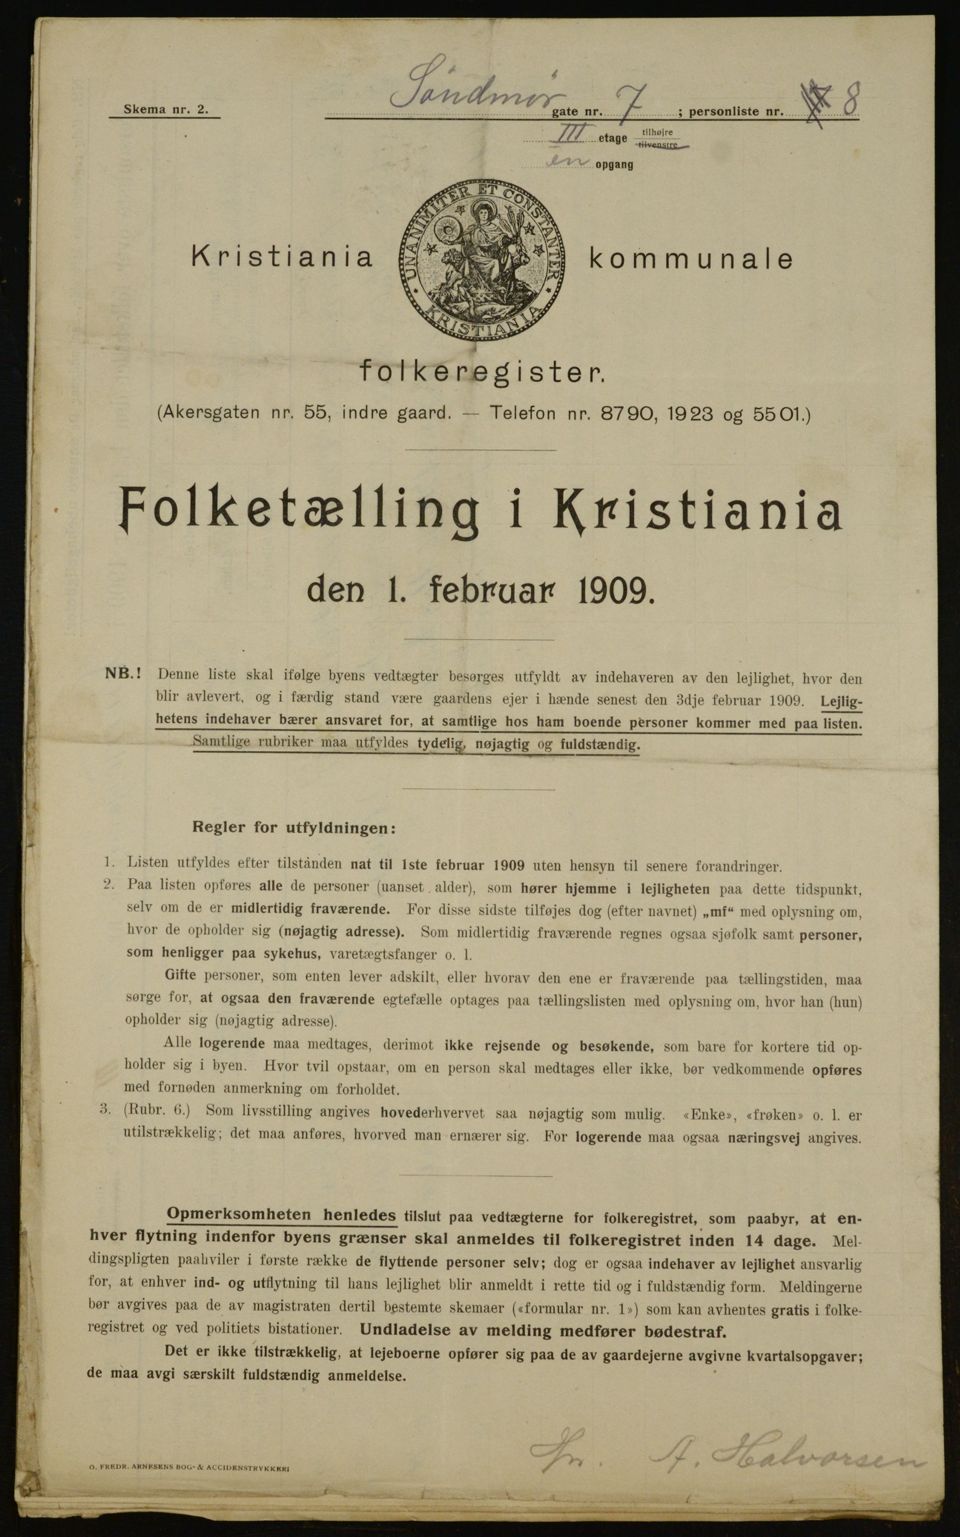 Skema nr. 2.
Söndmør gate nr. 7 ; personliste nr. 8
III etage tilhøjre tilvenstre
en opgang
UNANIMITER ET CONSTANTER KRISTIANIA
Kristiania kommunale
folkeregister.
(Akersgaten nr. 55, indre gaard. — Telefon nr. 8790, 1923 og 5501.)
Folketælling i Kristiania
den 1. februar 1909.
NB.! Denne liste skal ifølge byens vedtægter besørges utfyldt av indehaveren av den lejlighet, hvor den
blir avlevert, og i færdig stand være gaardens ejer i hænde senest den 3dje februar 1909. Lejlig-
hetens indehaver bærer ansvaret for, at samtlige hos ham boende personer kommer med paa listen.
Samtlige rubriker maa utfyldes tydelig, nøjagtig og fuldstændig.
Regler for utfyldningen:
1. Listen utfyldes efter tilstanden nat til 1ste februar 1909 uten hensyn til senere forandringer.
2. Paa listen opføres alle de personer (uanset alder), som hører hjemme i lejligheten paa dette tidspunkt,
selv om de er midlertidig fraværende. For disse sidste tilføjes dog (efter navnet) „mf" med oplysning om,
hvor de opholder sig (nøjagtig adresse). Som midlertidig fraværende regnes ogsaa sjøfolk samt personer,
som henligger paa sykehus, varetægtsfanger o. l.
Gifte personer, som enten lever adskilt, eller hvorav den ene er fraværende paa tællingstiden, maa
sørge for, at ogsaa den fraværende egtefælle optages paa tællingslisten med oplysning om, hvor han (hun)
opholder sig (nøjagtig adresse).
Alle logerende maa medtages, derimot ikke rejsende og besøkende, som bare for kortere tid op-
holder sig i byen. Hvor tvil opstaar, om en person skal medtages eller ikke, bør vedkommende opføres
med fornøden anmerkning om forholdet.
3. (Rubr. 6.) Som livsstilling angives hovederhvervet saa nøjagtig som mulig. «Enke», «frøken» o. l. er
utilstrækkelig; det maa anføres, hvorved man ernærer sig. For logerende maa ogsaa næringsvej angives.
Opmerksomheten henledes tilslut paa vedtægterne for folkeregistret, som paabyr, at en-
hver flytning indenfor byens grænser skal anmeldes til folkeregistret inden 14 dage. Mel-
dingspligten paahviler i første række de flyttende personer selv; dog er ogsaa indehaver av lejlighet ansvarlig
for, at enhver ind- og utflytning til hans lejlighet blir anmeldt i rette tid og i fuldstændig form. Meldingerne
bør avgives paa de av magistraten dertil bestemte skemaer («formular nr. 1») som kan avhentes gratis i folke-
registret og ved politiets bistationer. Undladelse av melding medfører bødestraf.
Det er ikke tilstrækkelig, at lejeboerne opfører sig paa de av gaardejerne avgivne kvartalsopgaver;
de maa avgi særskilt fuldstændig anmeldelse.
Hr. A. Halvorsen
O. FREDR. ARNESENS BOG- & ACCIDENSTRYKKERI